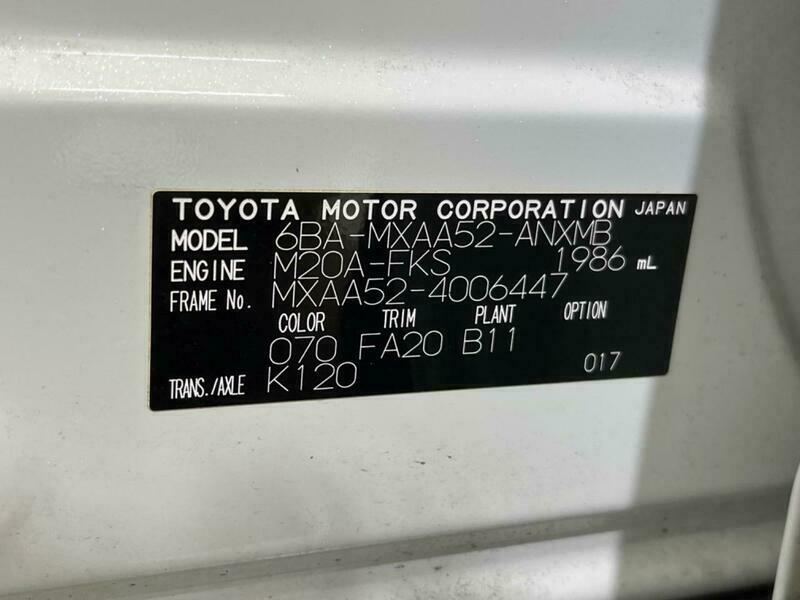 TOYOTA MOTOR CORPORATION JAPAN
MODEL 6BA-MXAA52-ANXMB
ENGINE M20A-FKS 1986 mL
FRAME No. MXAA52-4006447
COLOR TRIM PLANT OPTION
070 FA20 B11
TRANS./AXLE K120 017